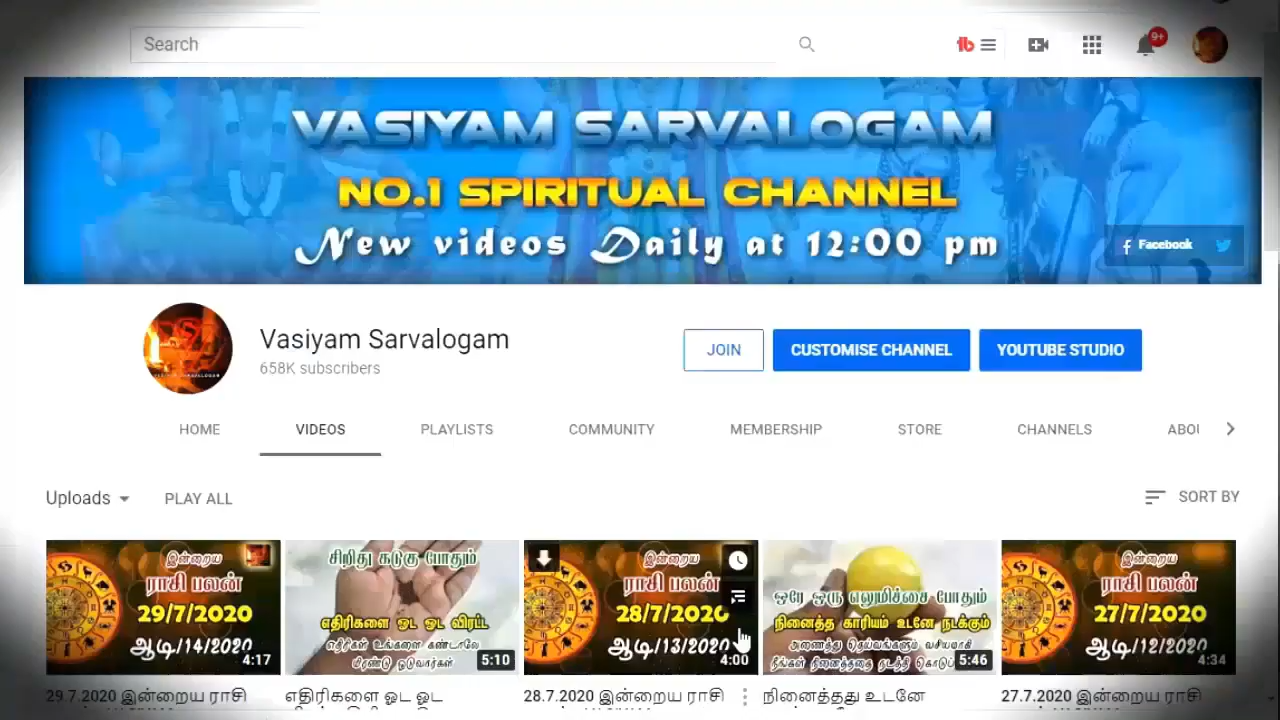 Search
9+
VASIYAM SARVALOGAM
NO.1 SPIRITUAL CHANNEL
New videos Daily at 12:00 pm
Facebook
Vasiyam Sarvalogam
658K subscribers
JOIN
CUSTOMISE CHANNEL
YOUTUBE STUDIO
HOME
VIDEOS
PLAYLISTS
COMMUNITY
MEMBERSHIP
STORE
CHANNELS
Uploads
PLAY ALL
SORT BY
இன்றைய
ராசி பலன்
29/7/2020
ஆடி/14/2020
4:17
சிறிது கடுகு போதும்
எதிரிகளை ஓட ஓட விரட்ட
எதிரிகள் உங்களை கண்டாலே
மிரண்டு ஓடுவார்கள்
5:10
இன்றைய
ராசி பலன்
28/7/2020
ஆடி/13/2020
4:00
ஒரே ஒரு எலுமிச்சை போதும்
நினைத்த காரியம் உடனே நடக்கும்
அனைத்து தெய்வங்களும் வசியமாகி
நீங்கள் நினைத்ததை நடத்தி
5:46
இன்றைய
ராசி பலன்
27/7/2020
ஆடி/12/2020
4:34
29.7.2020 இன்றைய ராசி
எதிரிகளை ஓட ஓட
28.7.2020 இன்றைய ராசி
நினைத்தது உடனே
27.7.2020 இன்றைய ராசி